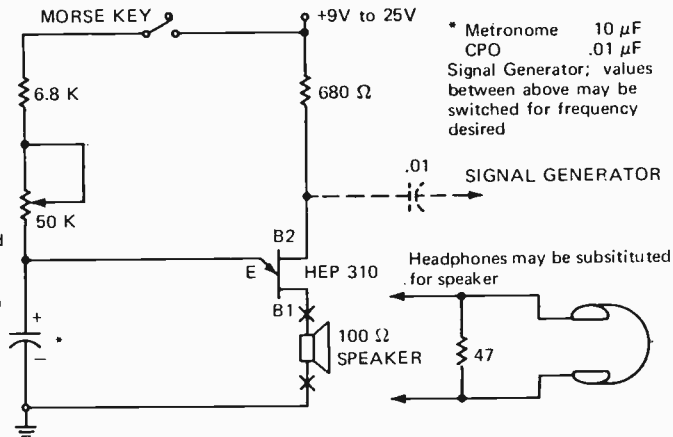 MORSE KEY
+9V to 25V
* Metronome 10 µF
CPO .01 µF
Signal Generator; values
between above may be
switched for frequency
desired
6.8 K
680 Ω
.01
SIGNAL GENERATOR
50 K
B2
E
HEP 310
B1
Headphones may be subsitituted
for speaker
+
*
−
100 Ω
SPEAKER
47